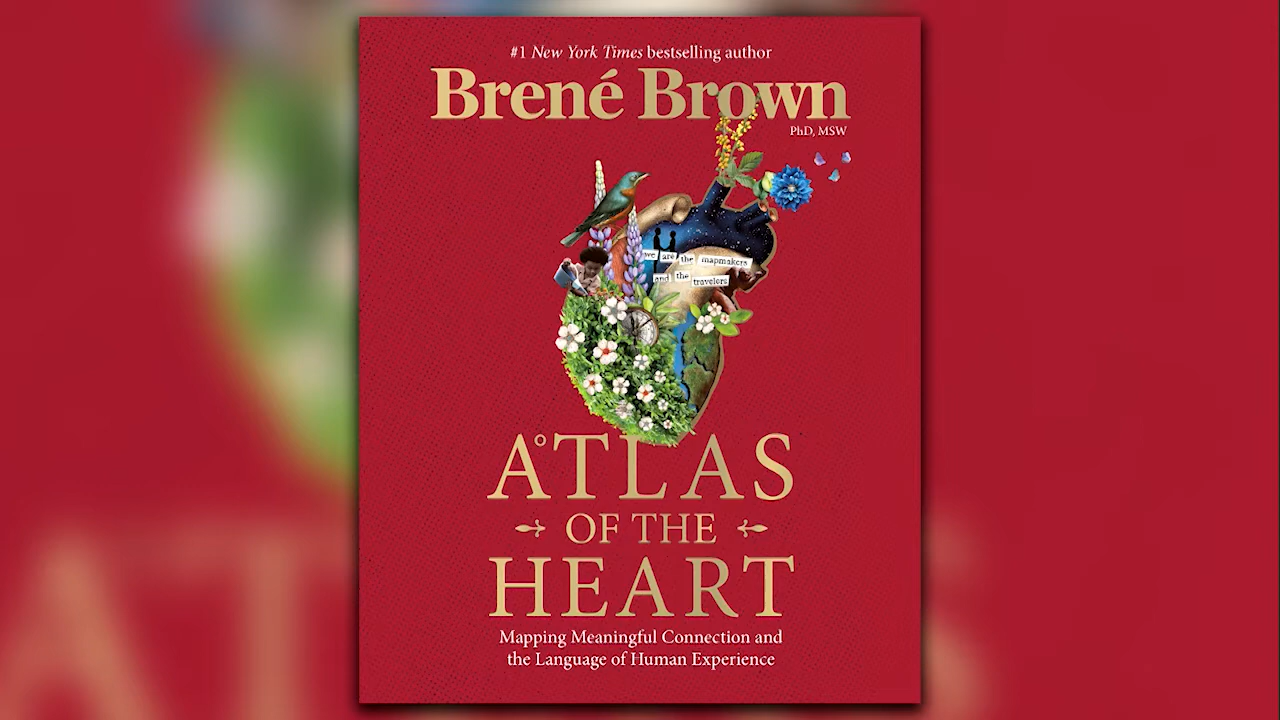 #1 New York Times bestselling author
Brené Brown
PhD, MSW
we are the mapmakers
and the travelers
ATLAS
OF THE
HEART
Mapping Meaningful Connection and
the Language of Human Experience